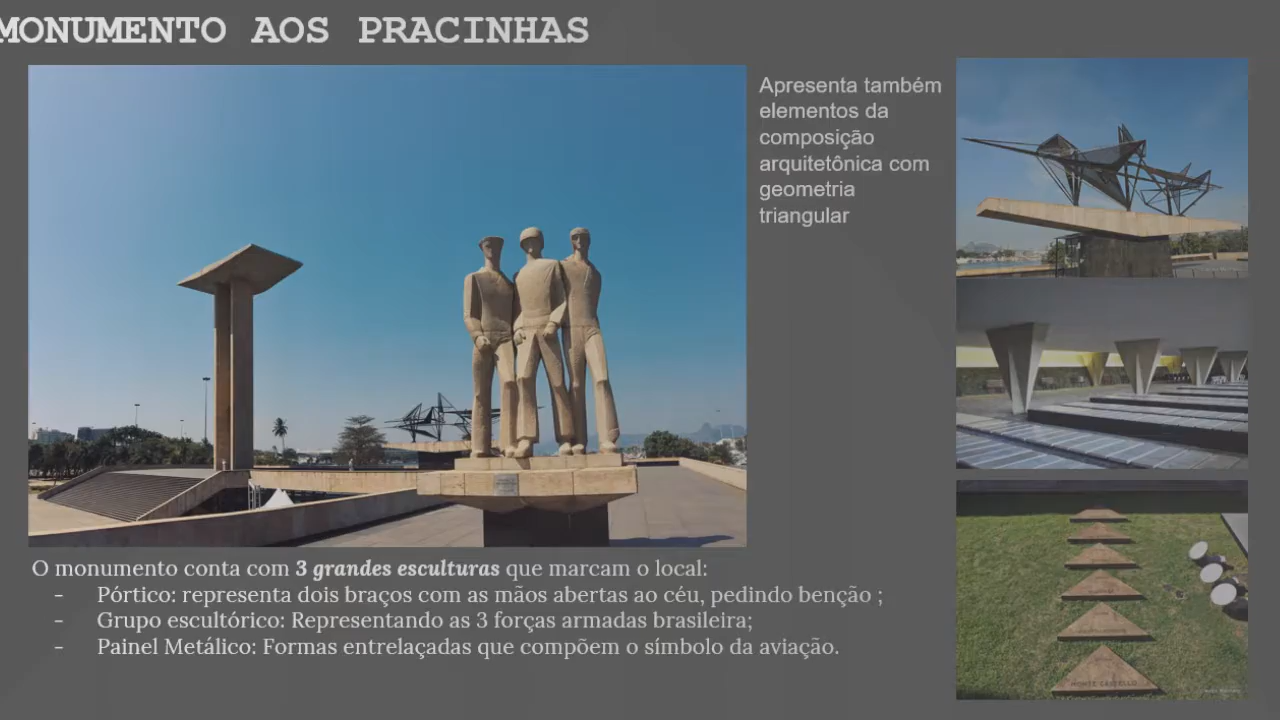 MONUMENTO AOS PRACINHAS
Apresenta também
elementos da
composição
arquitetônica com
geometria
triangular
O monumento conta com 3 grandes esculturas que marcam o local:
- Pórtico: representa dois braços com as mãos abertas ao céu, pedindo benção ;
- Grupo escultórico: Representando as 3 forças armadas brasileira;
- Painel Metálico: Formas entrelaçadas que compõem o símbolo da aviação.
MONTE CASTELLO